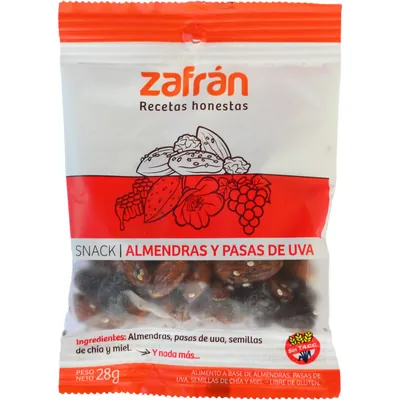 zafrán
Recetas honestas
SNACK | ALMENDRAS Y PASAS DE UVA
Ingredientes: Almendras, pasas de uva, semillas
de chía y miel. Y nada más...
Sin T.A.C.C.
PESO
NETO 28g
ALIMENTO A BASE DE ALMENDRAS, PASAS DE
UVA, SEMILLAS DE CHÍA Y MIEL - LIBRE DE GLUTEN.